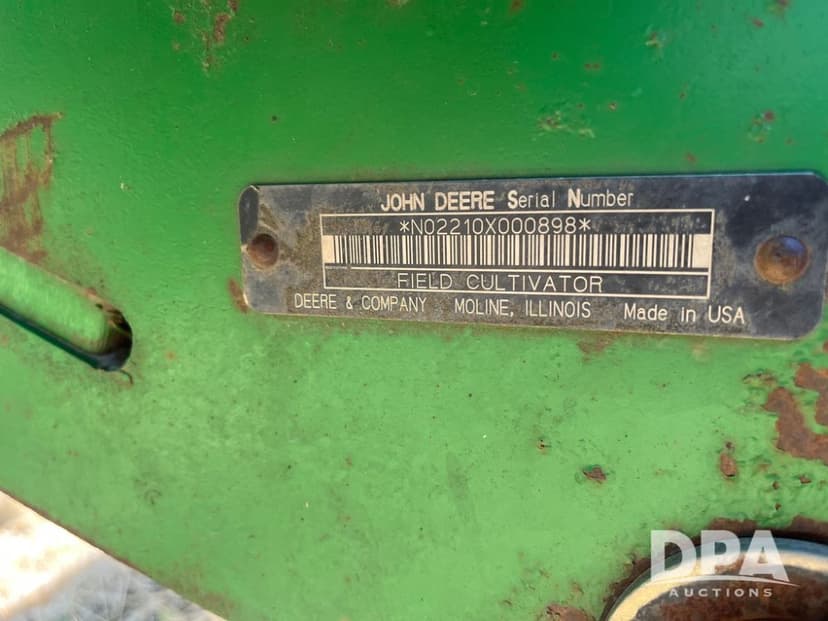 JOHN DEERE Serial Number
*N02210X000898*
FIELD CULTIVATOR
DEERE & COMPANY MOLINE, ILLINOIS Made in USA
DPA
AUCTIONS